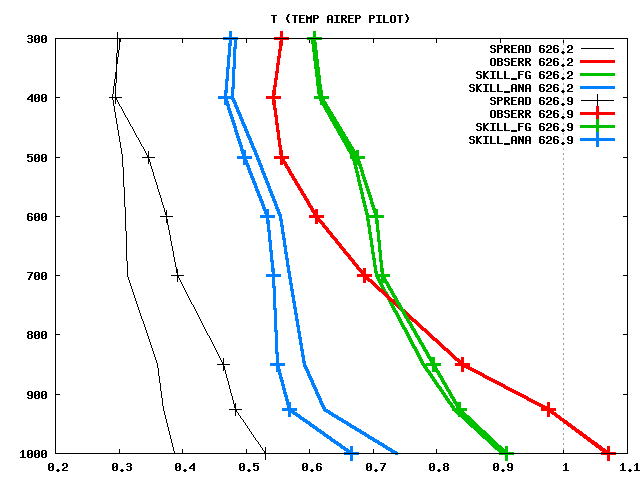 T (TEMP AIREP PILOT)
300
400
500
600
700
800
900
1000
SPREAD 626.2
OBSERR 626.2
SKILL_FG 626.2
SKILL_ANA 626.2
SPREAD 626.9
OBSERR 626.9
SKILL_FG 626.9
SKILL_ANA 626.9
0.2 0.3 0.4 0.5 0.6 0.7 0.8 0.9 1 1.1